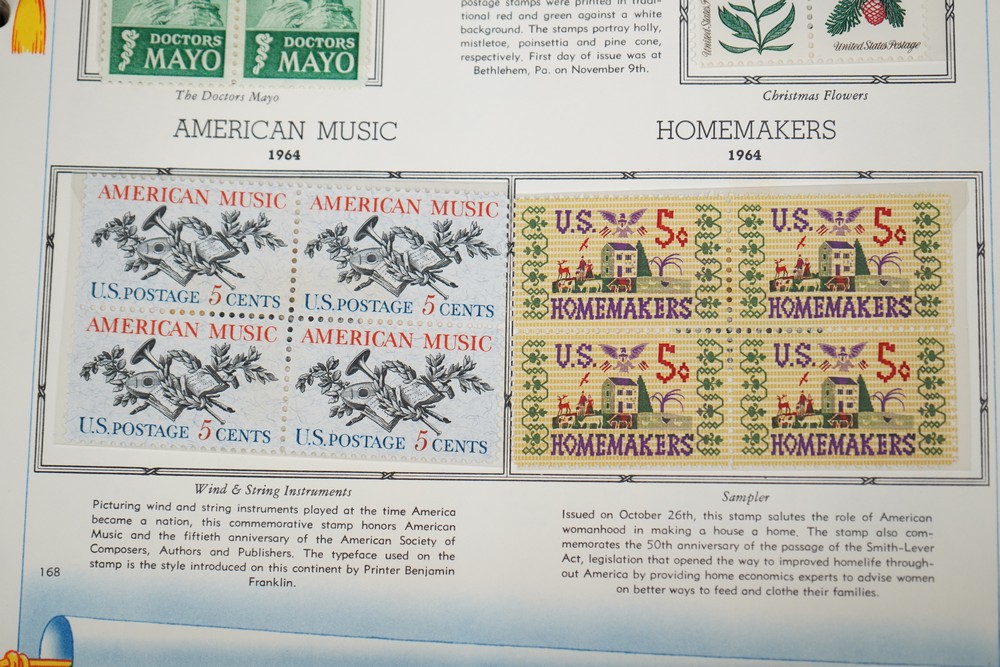 DOCTORS MAYO
DOCTORS MAYO
The Doctors Mayo
postage stamps were printed in tradi-
tional red and green against a white
background. The stamps portray holly,
mistletoe, poinsettia and pine cone,
respectively. First day of issue was at
Bethlehem, Pa. on November 9th.
United States Postage
United States Postage
Christmas Flowers
AMERICAN MUSIC
1964
AMERICAN MUSIC
U.S. POSTAGE 5 CENTS
AMERICAN MUSIC
U.S. POSTAGE 5 CENTS
AMERICAN MUSIC
U.S. POSTAGE 5 CENTS
AMERICAN MUSIC
U.S. POSTAGE 5 CENTS
Wind & String Instruments
Picturing wind and string instruments played at the time America
became a nation, this commemorative stamp honors American
Music and the fiftieth anniversary of the American Society of
Composers, Authors and Publishers. The typeface used on the
stamp is the style introduced on this continent by Printer Benjamin
Franklin.
HOMEMAKERS
1964
U.S. 5¢
HOMEMAKERS
U.S. 5¢
HOMEMAKERS
U.S. 5¢
HOMEMAKERS
U.S. 5¢
HOMEMAKERS
Sampler
Issued on October 26th, this stamp salutes the role of American
womanhood in making a house a home. The stamp also com-
memorates the 50th anniversary of the passage of the Smith-Lever
Act, legislation that opened the way to improved homelife through-
out America by providing home economics experts to advise women
on better ways to feed and clothe their families.
168